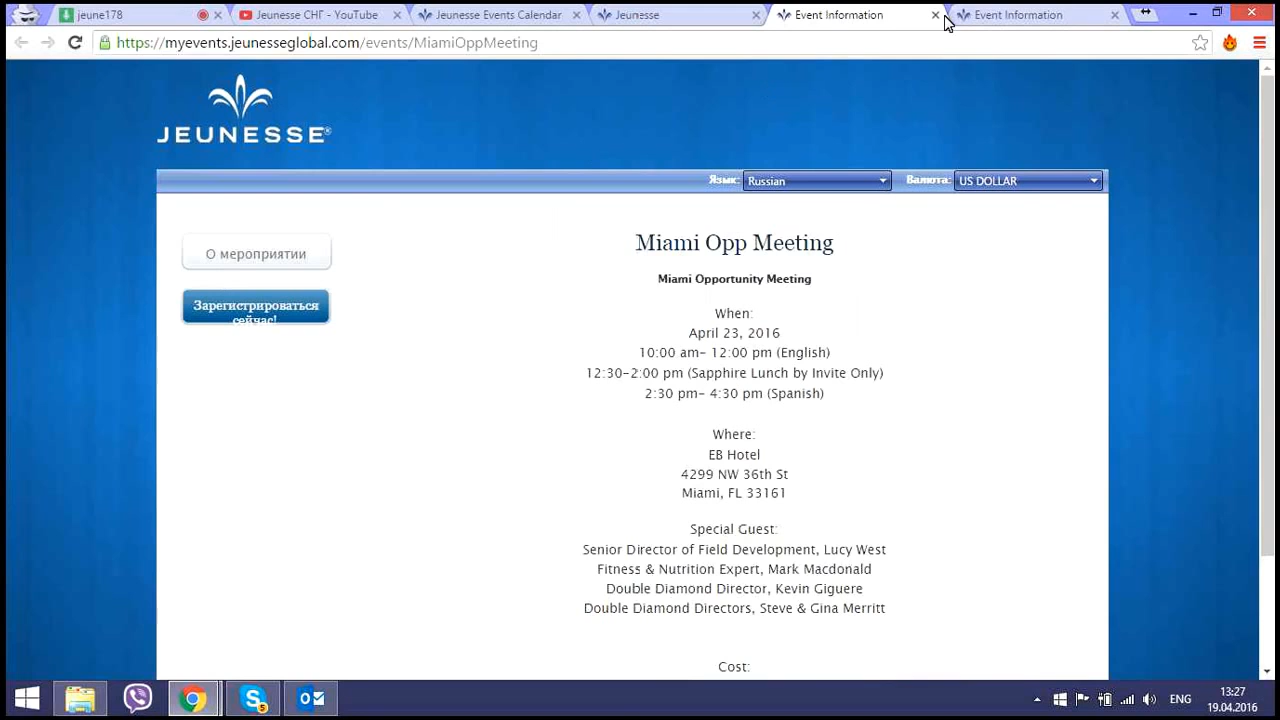 jeune178
Jeunesse СНГ - YouTube
Jeunesse Events Calendar
Jeunesse
Event Information
Event Information
https://myevents.jeunesseglobal.com/events/MiamiOppMeeting
JEUNESSE®
Язык:
Russian
Валюта:
US DOLLAR
О мероприятии
Зарегистрироваться
сейчас!
Miami Opp Meeting
Miami Opportunity Meeting
When:
April 23, 2016
10:00 am- 12:00 pm (English)
12:30-2:00 pm (Sapphire Lunch by Invite Only)
2:30 pm- 4:30 pm (Spanish)
Where:
EB Hotel
4299 NW 36th St
Miami, FL 33161
Special Guest:
Senior Director of Field Development, Lucy West
Fitness & Nutrition Expert, Mark Macdonald
Double Diamond Director, Kevin Giguere
Double Diamond Directors, Steve & Gina Merritt
Cost:
5
ENG
13:27
19.04.2016